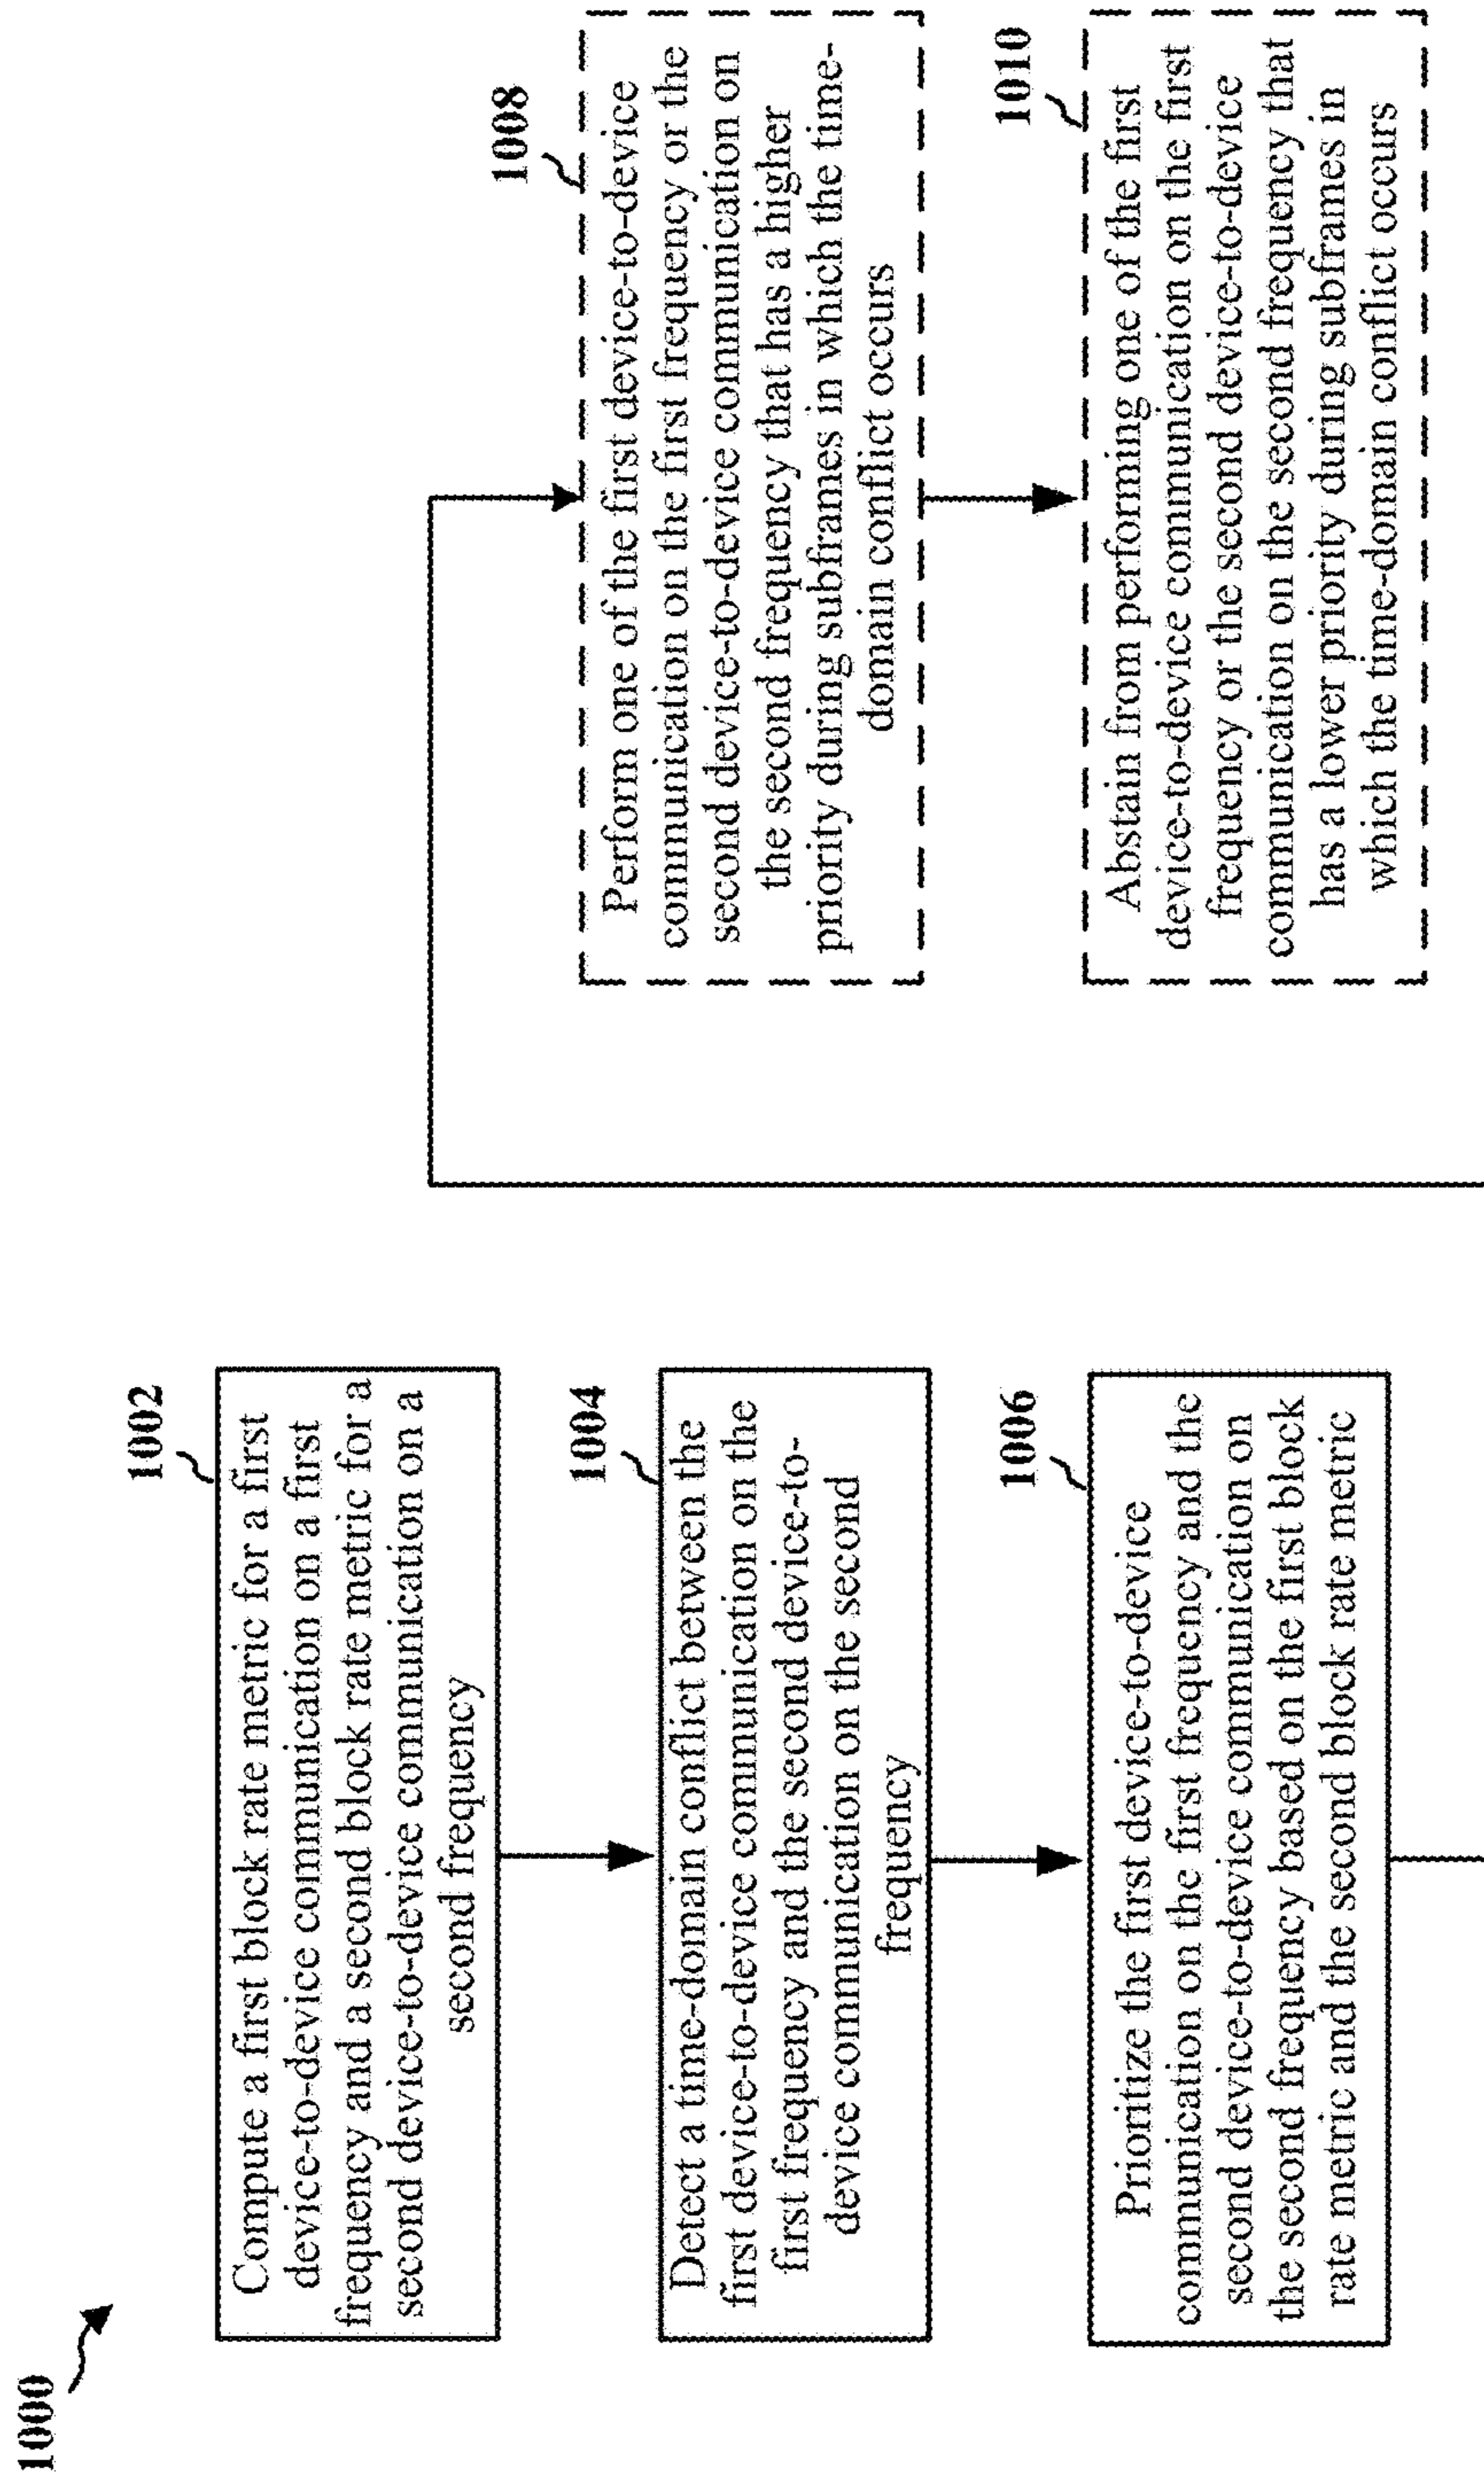 1000
1002
Compute a first block rate metric for a first
device-to-device communication on a first
frequency and a second block rate metric for a
second device-to-device communication on a
second frequency
1004
Detect a time-domain conflict between the
first device-to-device communication on the
first frequency and the second device-to-
device communication on the second
frequency
1006
Prioritize the first device-to-device
communication on the first frequency and the
second device-to-device communication on
the second frequency based on the first block
rate metric and the second block rate metric
1008
Perform one of the first device-to-device
communication on the first frequency or the
second device-to-device communication on
the second frequency that has a higher
priority during subframes in which the time-
domain conflict occurs
1010
Abstain from performing one of the first
device-to-device communication on the first
frequency or the second device-to-device
communication on the second frequency that
has a lower priority during subframes in
which the time-domain conflict occurs